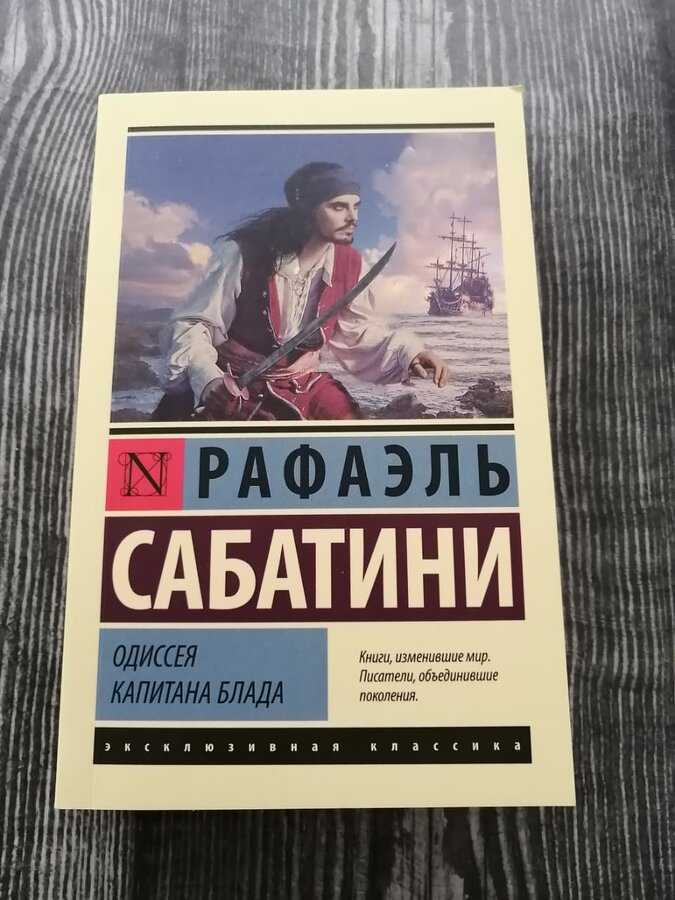 N РАФАЭЛЬ
САБАТИНИ
ОДИССЕЯ
КАПИТАНА БЛАДА
Книги, изменившие мир.
Писатели, объединившие
поколения.
эксклюзивная классика